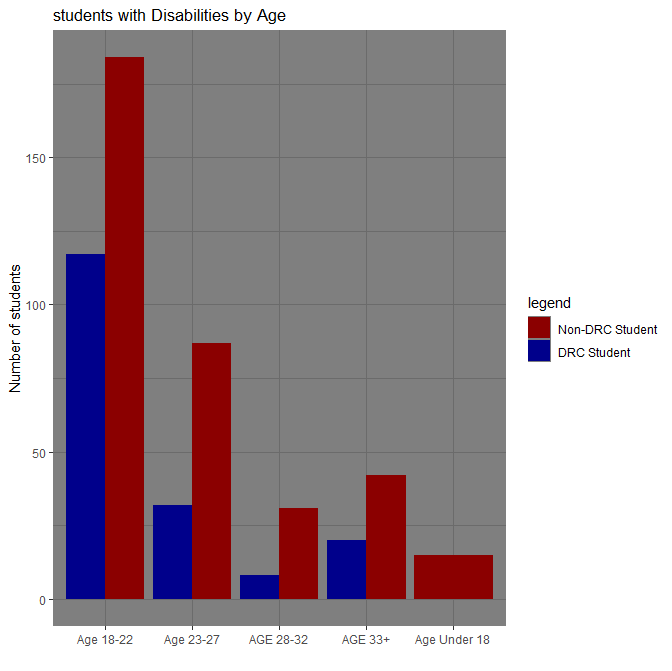 students with Disabilities by Age
Number of students
150
100
50
0
Age 18-22
Age 23-27
AGE 28-32
AGE 33+
Age Under 18
legend
Non-DRC Student
DRC Student